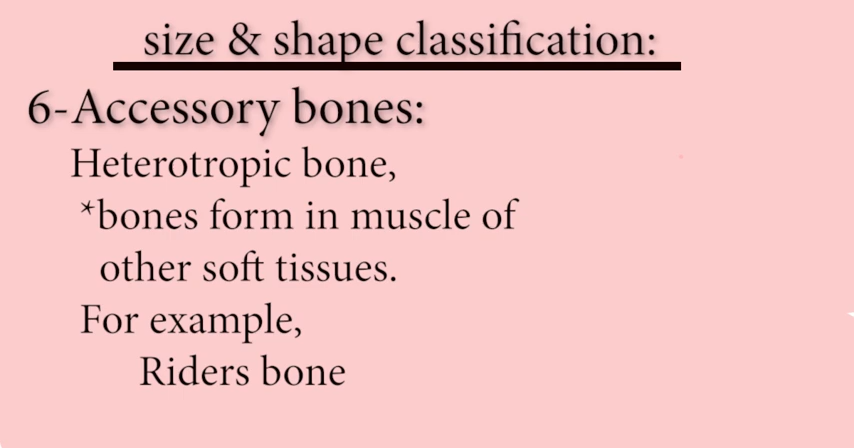 size & shape classification:
6-Accessory bones:
Heterotropic bone,
*bones form in muscle of
other soft tissues.
For example,
Riders bone